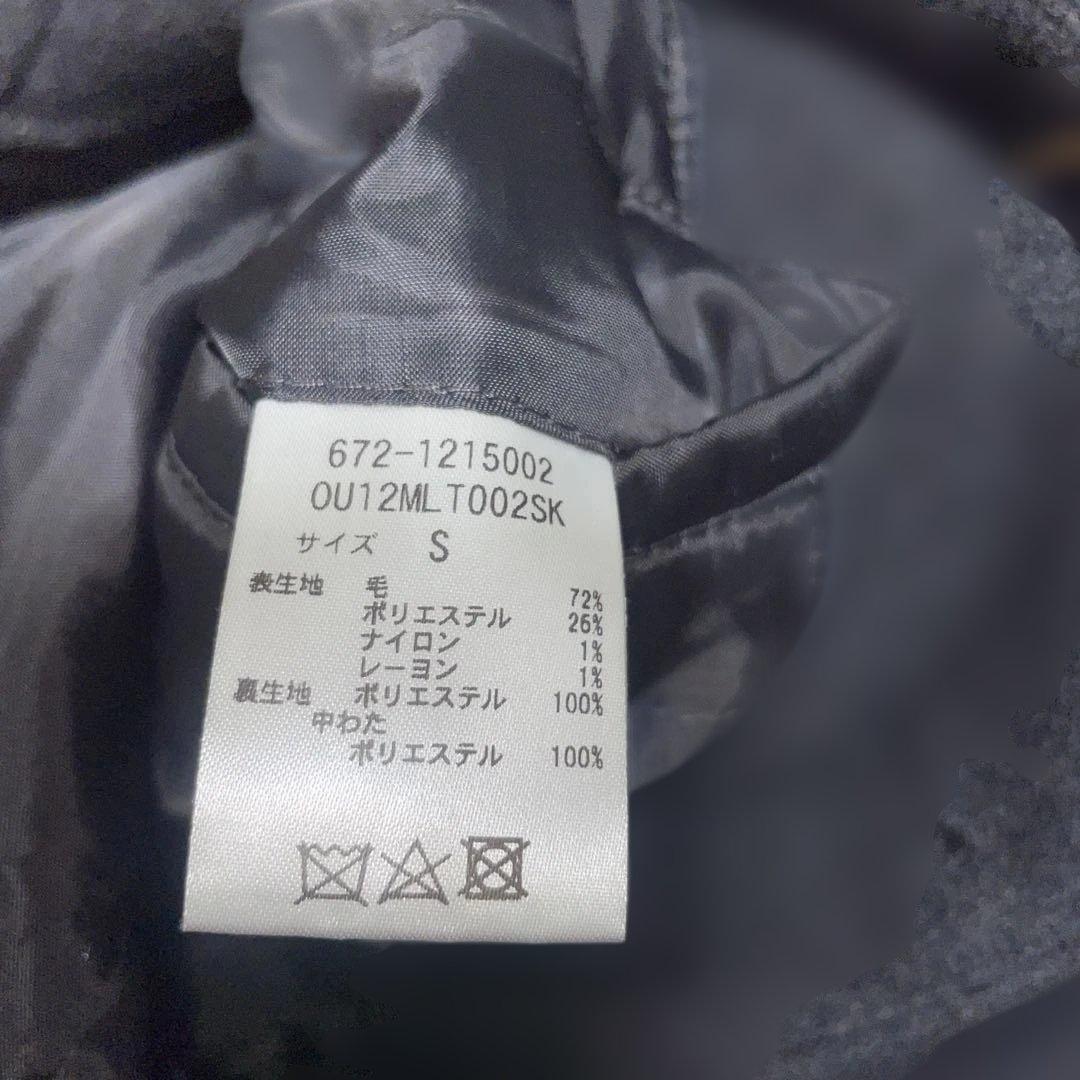 672-1215002
OU12MLT002SK
サイズ S
表生地 毛 72%
ポリエステル 26%
ナイロン 1%
レーヨン 1%
裏生地 ポリエステル 100%
中わた
ポリエステル 100%